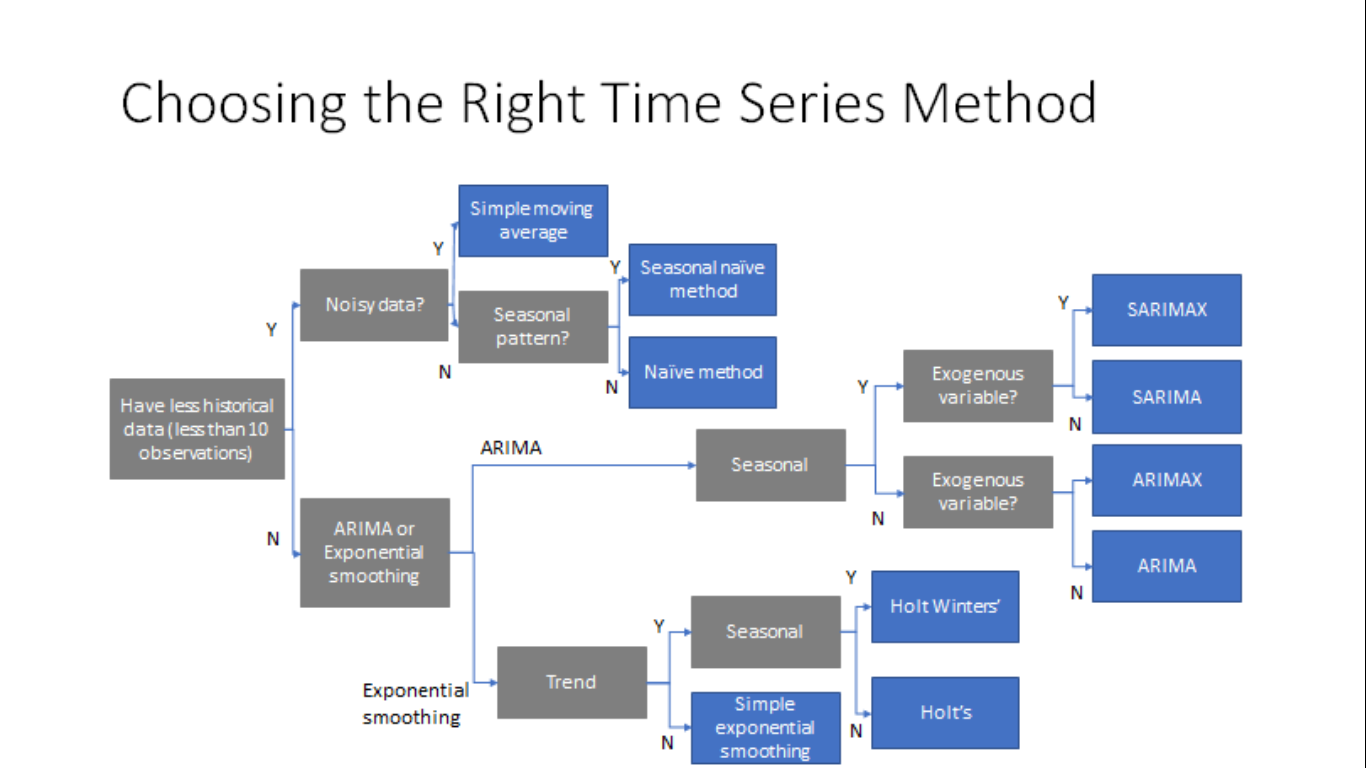 Choosing the Right Time Series Method
Simple moving
average
Y
Noisy data?
Y
Seasonal naïve
method
Seasonal
pattern?
Y
N
N
Naïve method
Have less historical
data (less than 10
observations)
N
ARIMA or
Exponential
smoothing
ARIMA
Seasonal
Y
Exogenous
variable?
Y
SARIMAX
SARIMA
N
Exogenous
variable?
N
ARIMAX
ARIMA
N
Exponential
smoothing
Trend
Y
Seasonal
Y
Holt Winters’
Holt’s
N
Simple
exponential
smoothing
N